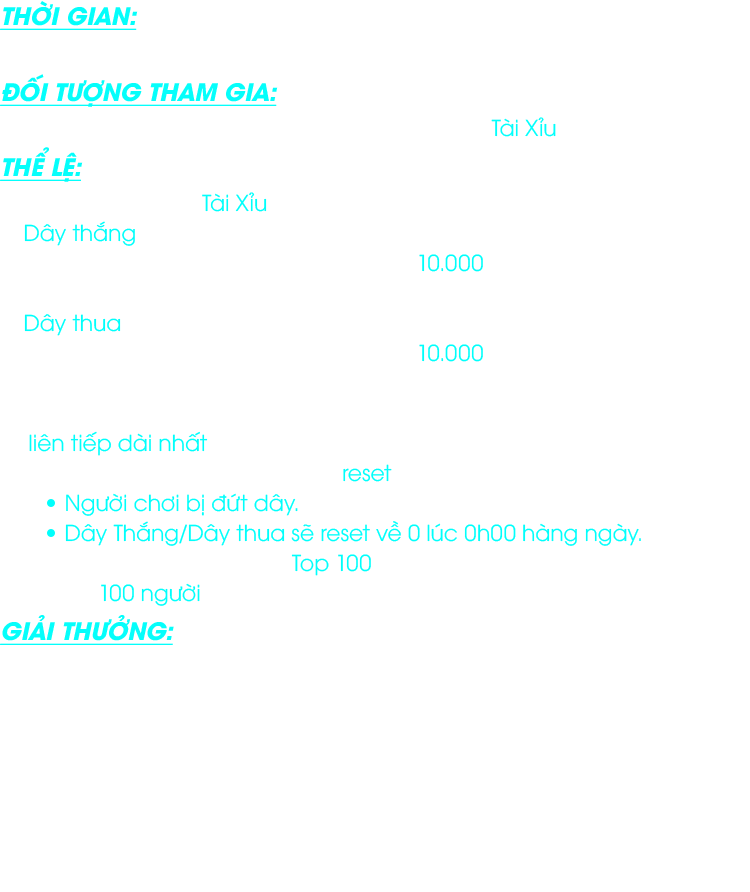 THỜI GIAN:
ĐỐI TƯỢNG THAM GIA:
Tài Xỉu
THỂ LỆ:
Tài Xỉu
Dây thắng
10.000
Dây thua
10.000
liên tiếp dài nhất
reset
• Người chơi bị đứt dây.
• Dây Thắng/Dây thua sẽ reset về 0 lúc 0h00 hàng ngày.
Top 100
100 người
GIẢI THƯỞNG: